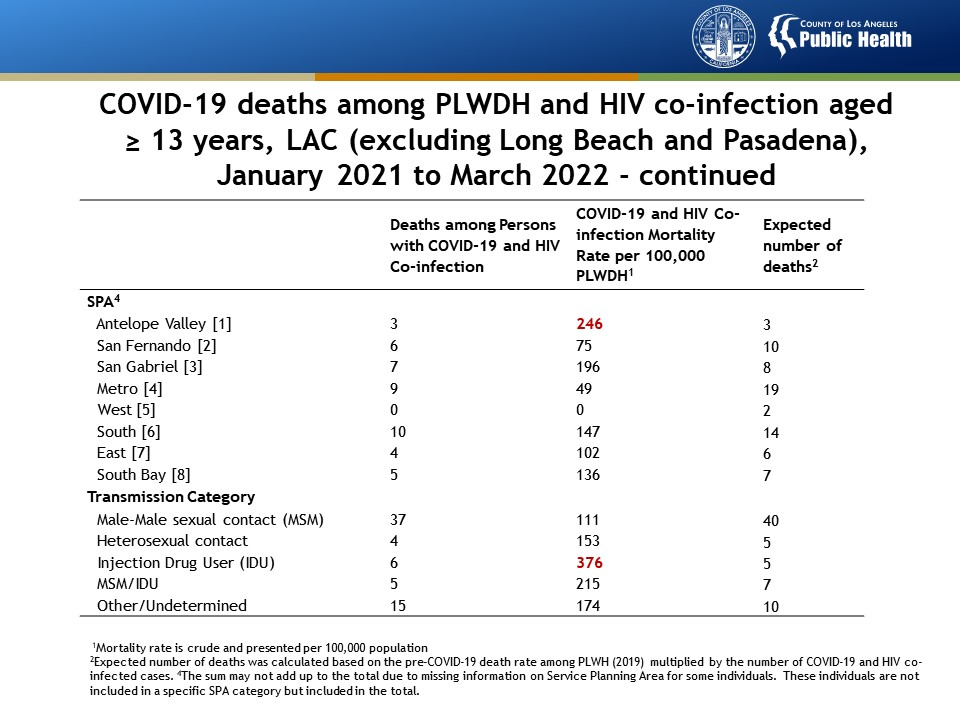 COUNTY OF LOS ANGELES
Public Health
COVID-19 deaths among PLWDH and HIV co-infection aged
≥ 13 years, LAC (excluding Long Beach and Pasadena),
January 2021 to March 2022 - continued
Deaths among Persons with COVID-19 and HIV Co-infection
COVID-19 and HIV Co-infection Mortality Rate per 100,000 PLWDH1
Expected number of deaths2
SPA4
Antelope Valley [1] 3 246 3
San Fernando [2] 6 75 10
San Gabriel [3] 7 196 8
Metro [4] 9 49 19
West [5] 0 0 2
South [6] 10 147 14
East [7] 4 102 6
South Bay [8] 5 136 7
Transmission Category
Male-Male sexual contact (MSM) 37 111 40
Heterosexual contact 4 153 5
Injection Drug User (IDU) 6 376 5
MSM/IDU 5 215 7
Other/Undetermined 15 174 10
1Mortality rate is crude and presented per 100,000 population
2Expected number of deaths was calculated based on the pre-COVID-19 death rate among PLWH (2019) multiplied by the number of COVID-19 and HIV co-
infected cases. 4The sum may not add up to the total due to missing information on Service Planning Area for some individuals. These individuals are not
included in a specific SPA category but included in the total.